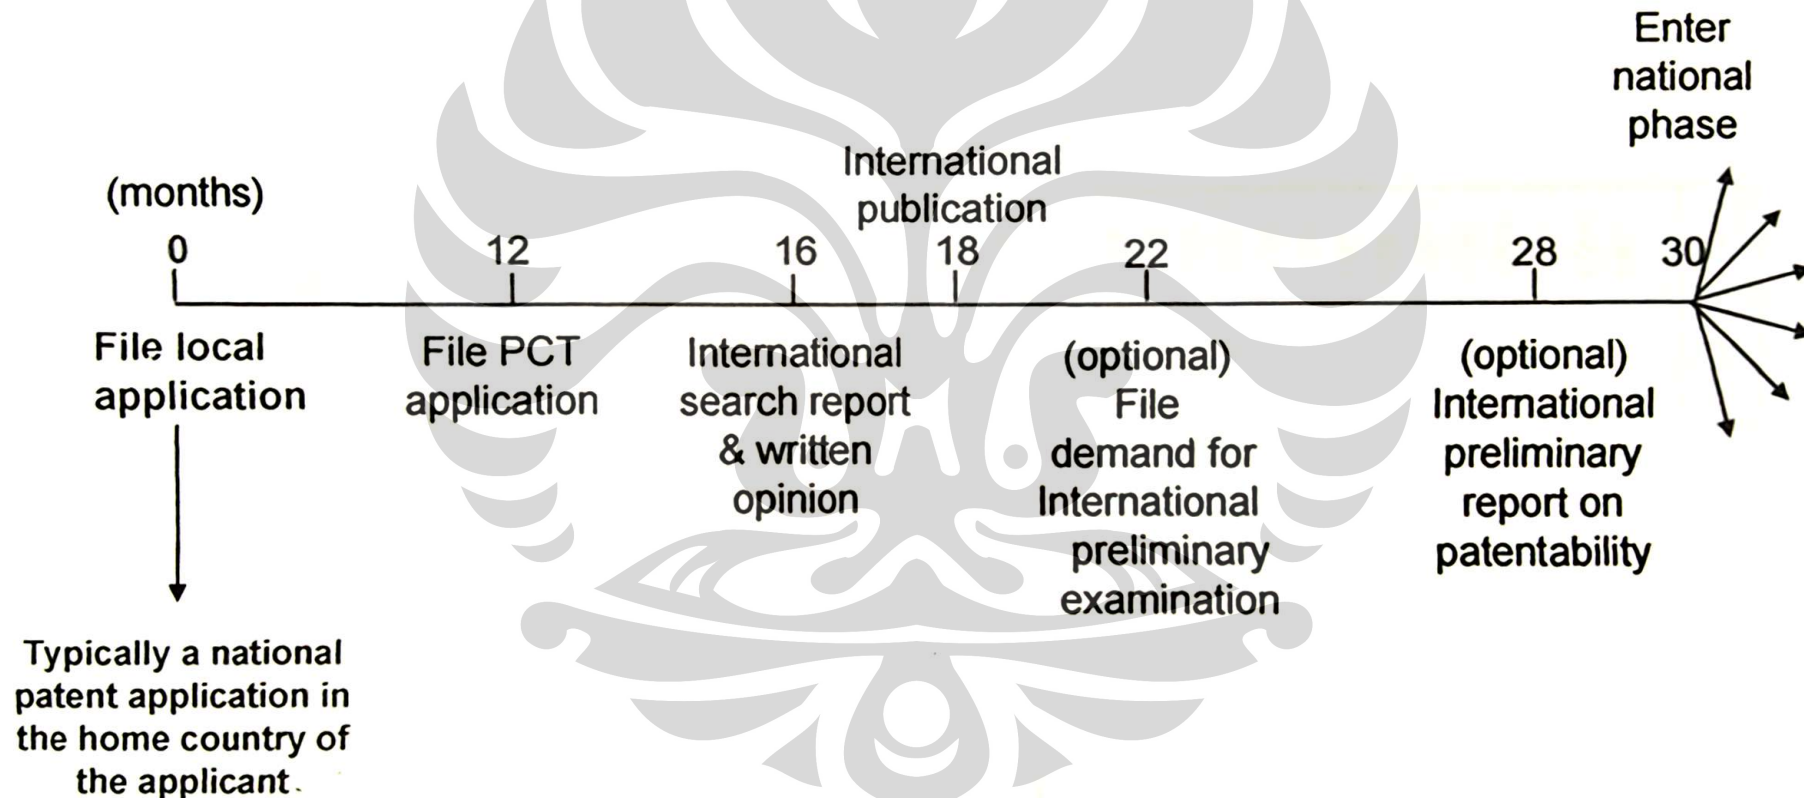 (months)
0
12
16
International
publication
18
22
28
30
Enter
national
phase
File local
application
File PCT
application
International
search report
& written
opinion
(optional)
File
demand for
International
preliminary
examination
(optional)
International
preliminary
report on
patentability
Typically a national
patent application in
the home country of
the applicant.